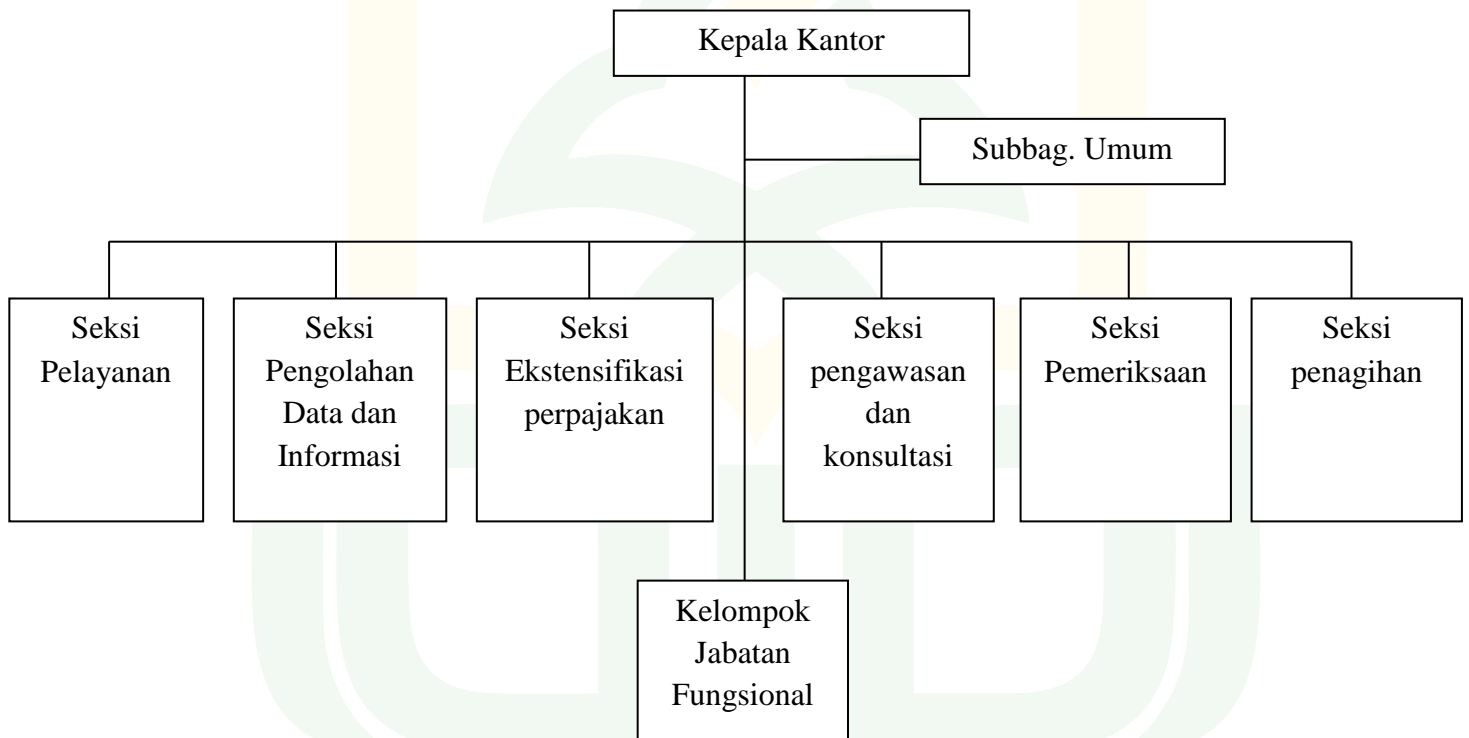 Kepala Kantor
Subbag. Umum
Seksi
Pelayanan
Seksi
Pengolahan
Data dan
Informasi
Seksi
Ekstensifikasi
perpajakan
Seksi
pengawasan
dan
konsultasi
Seksi
Pemeriksaan
Seksi
penagihan
Kelompok
Jabatan
Fungsional